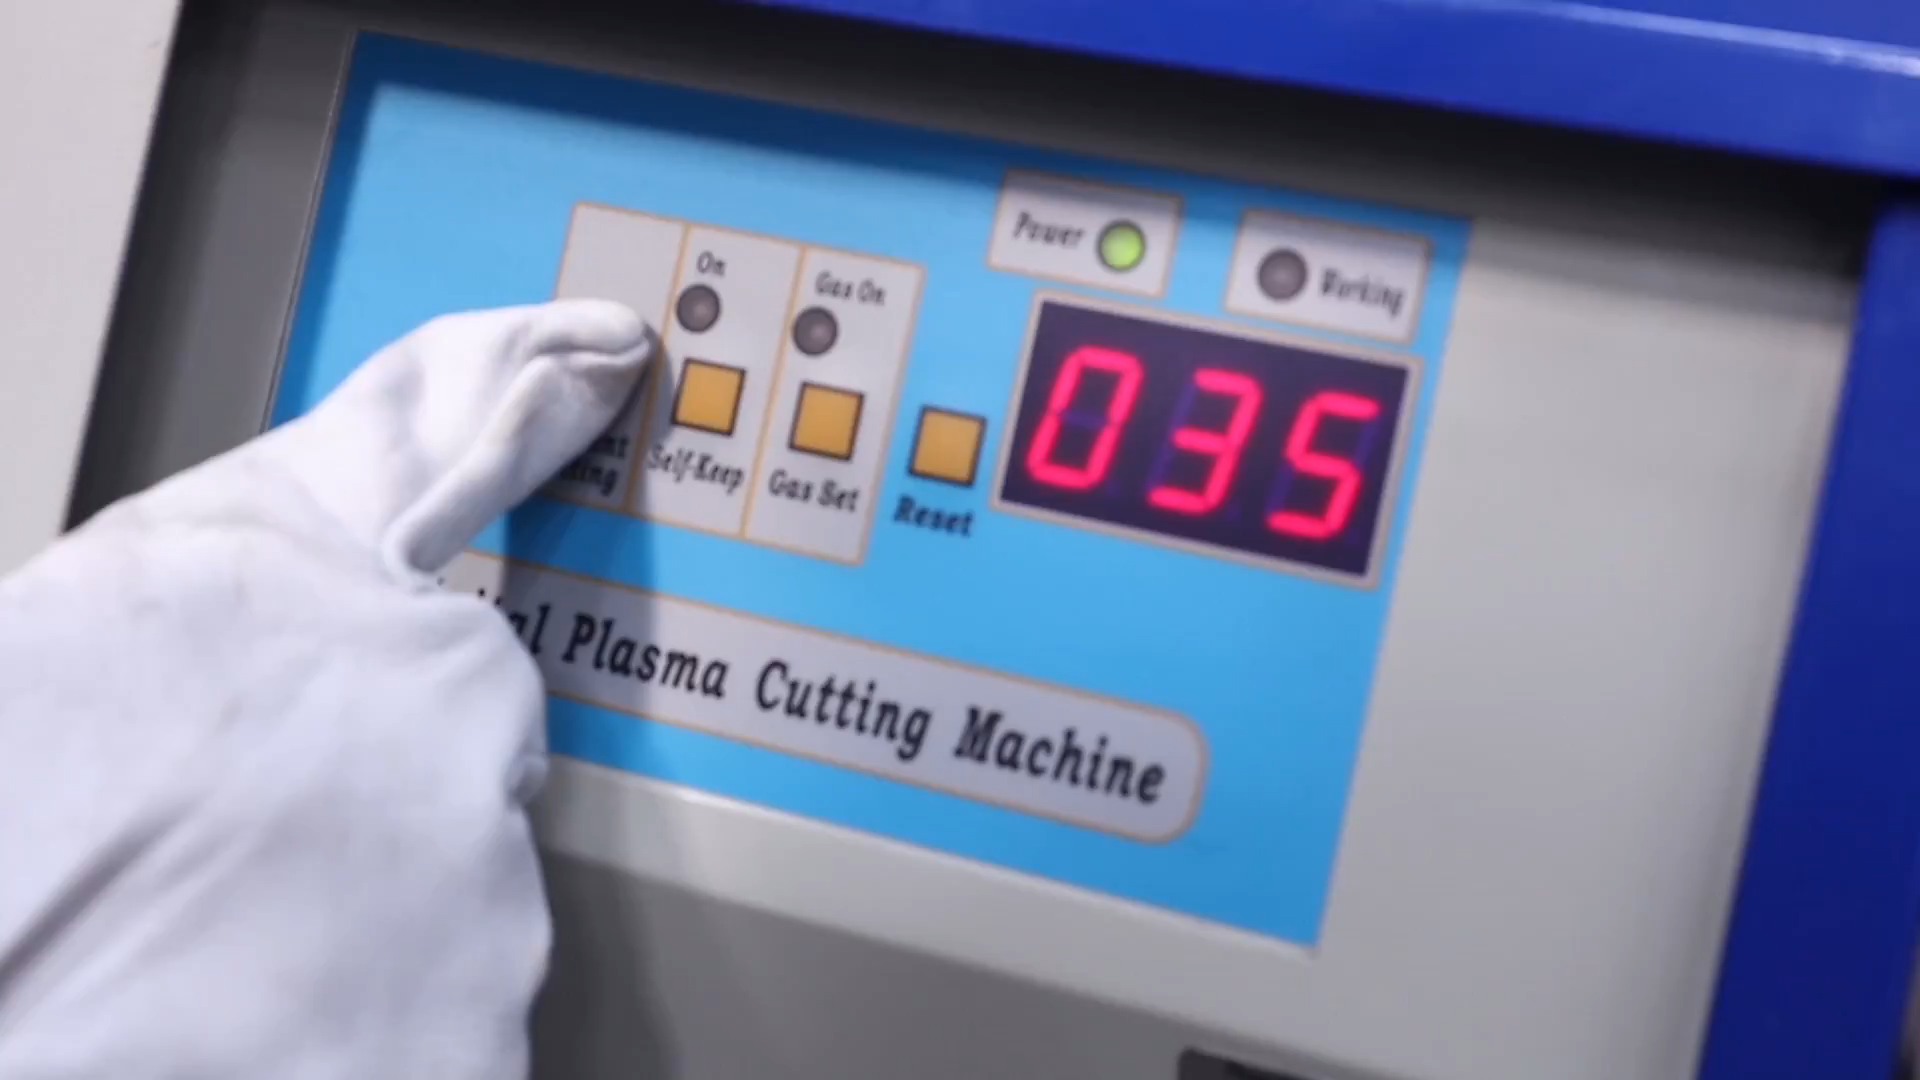 Power
Working
On
Gas On
035
Self-Keep
Gas Set
Reset
Plasma Cutting Machine